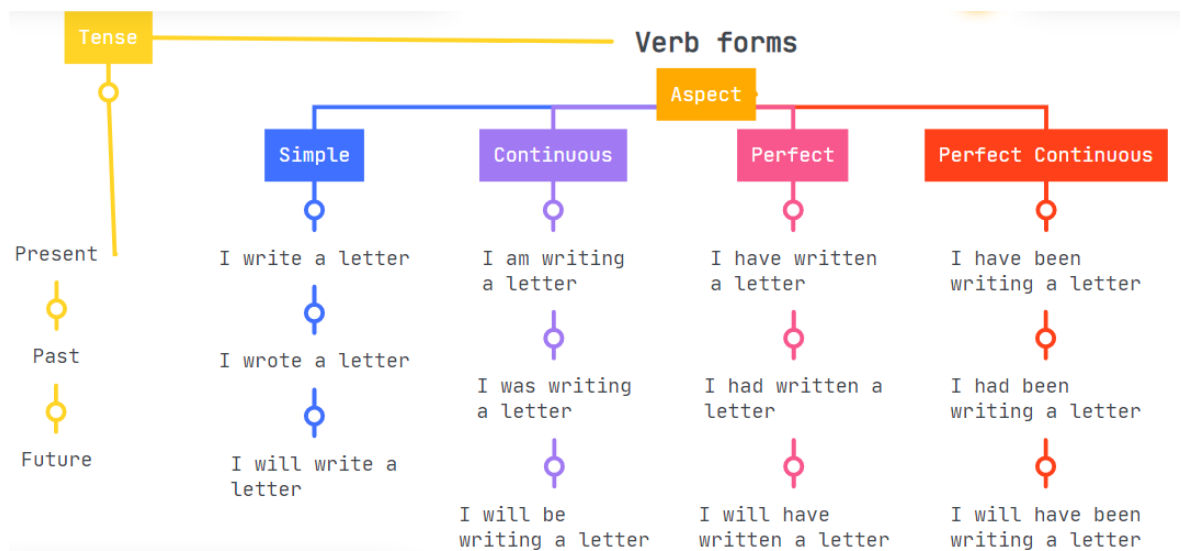 Tense
Verb forms
Aspect
Simple
Continuous
Perfect
Perfect Continuous
Present
I write a letter
I am writing
a letter
I have written
a letter
I have been
writing a letter
Past
I wrote a letter
I was writing
a letter
I had written a
letter
I had been
writing a letter
Future
I will write a
letter
I will be
writing a letter
I will have
written a letter
I will have been
writing a letter